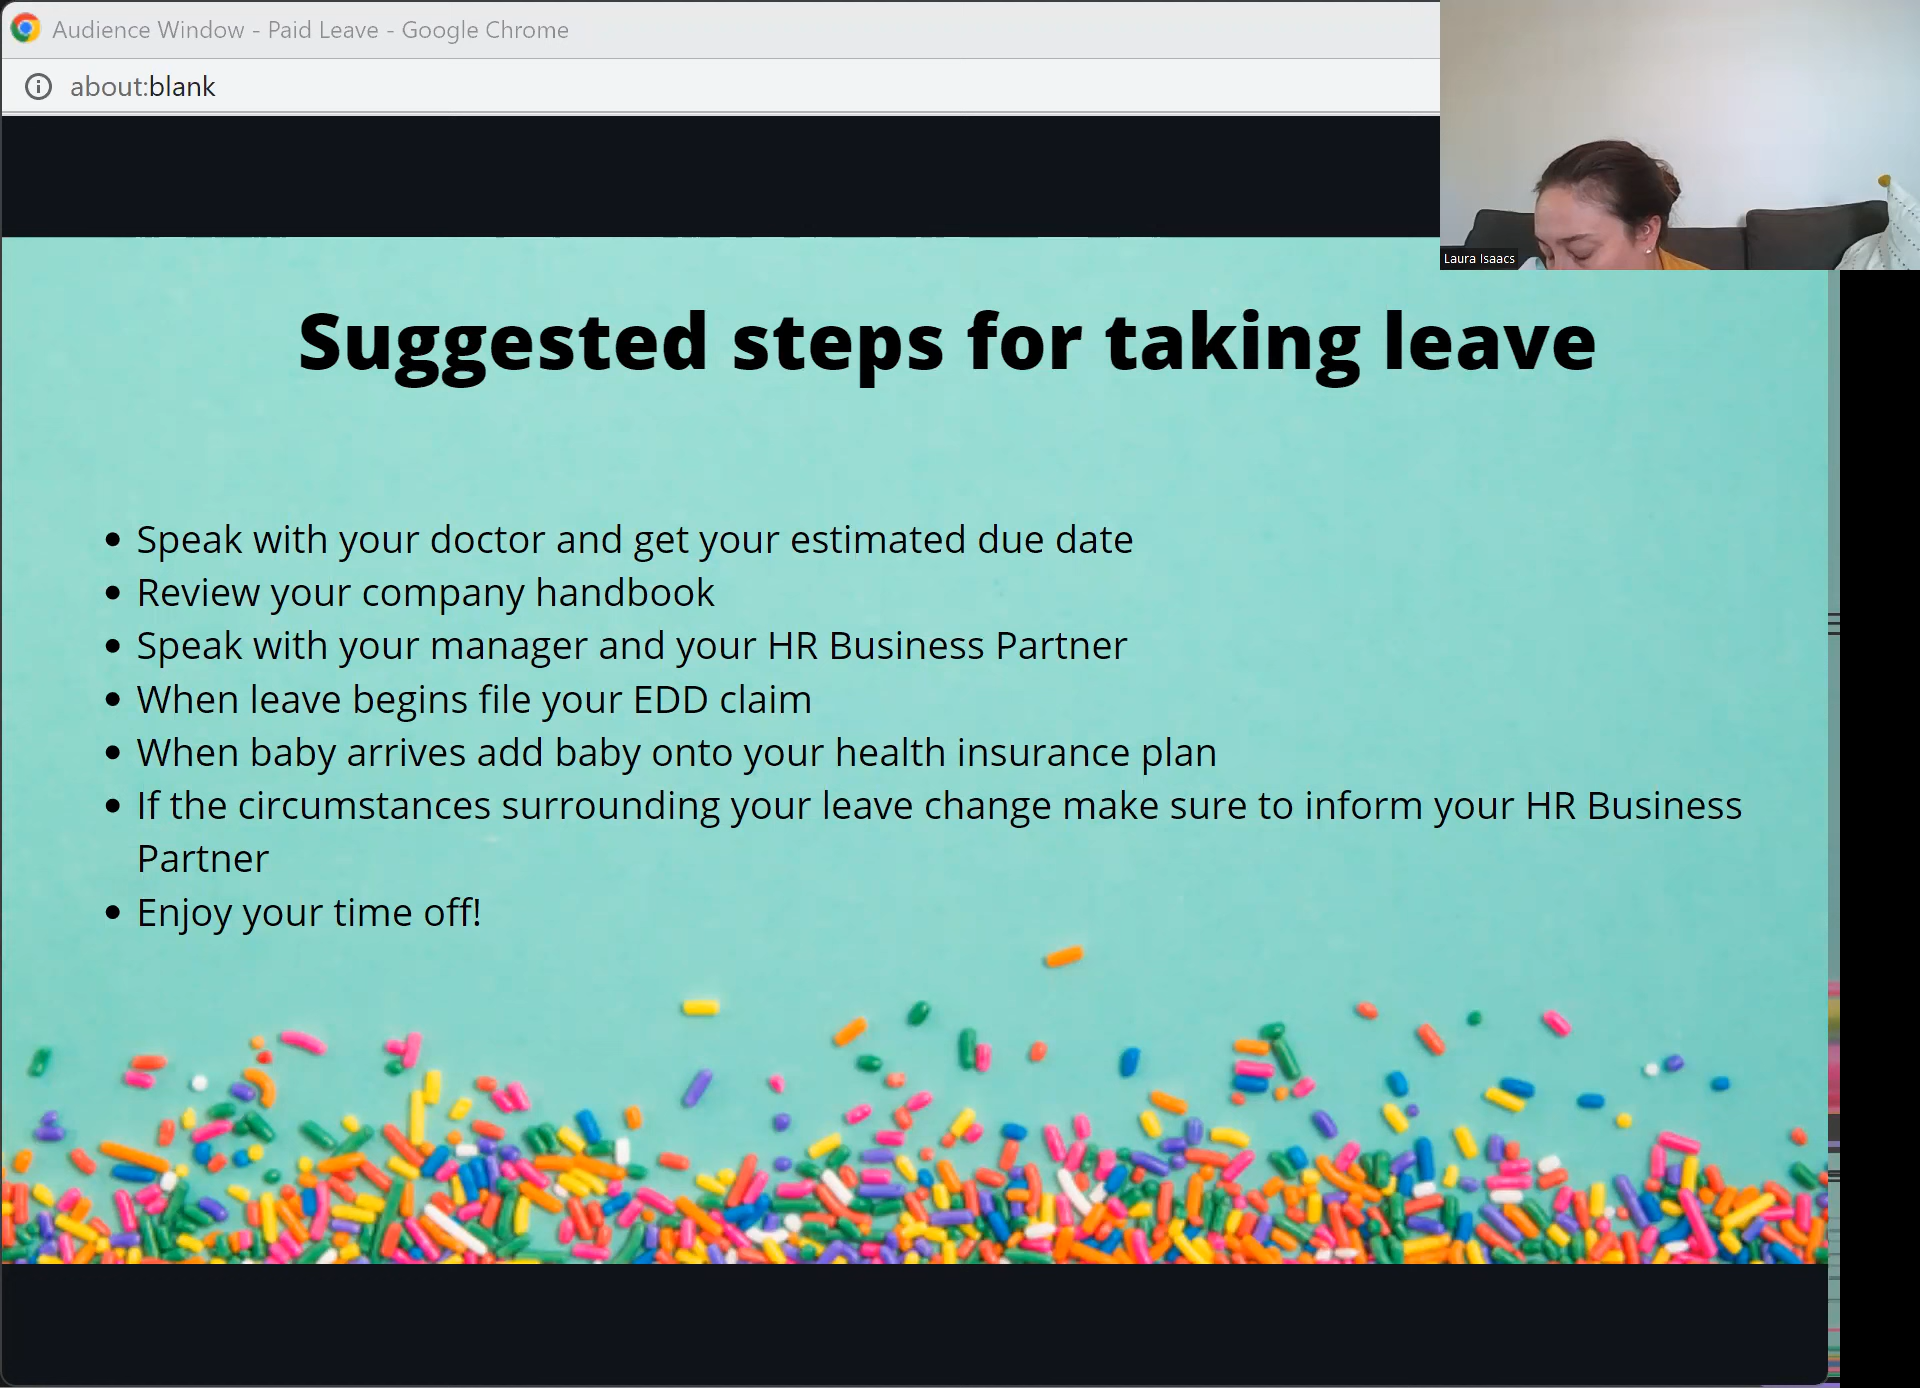 Audience Window - Paid Leave - Google Chrome
about:blank
Laura Isaacs
Suggested steps for taking leave
• Speak with your doctor and get your estimated due date
• Review your company handbook
• Speak with your manager and your HR Business Partner
• When leave begins file your EDD claim
• When baby arrives add baby onto your health insurance plan
• If the circumstances surrounding your leave change make sure to inform your HR Business
Partner
• Enjoy your time off!